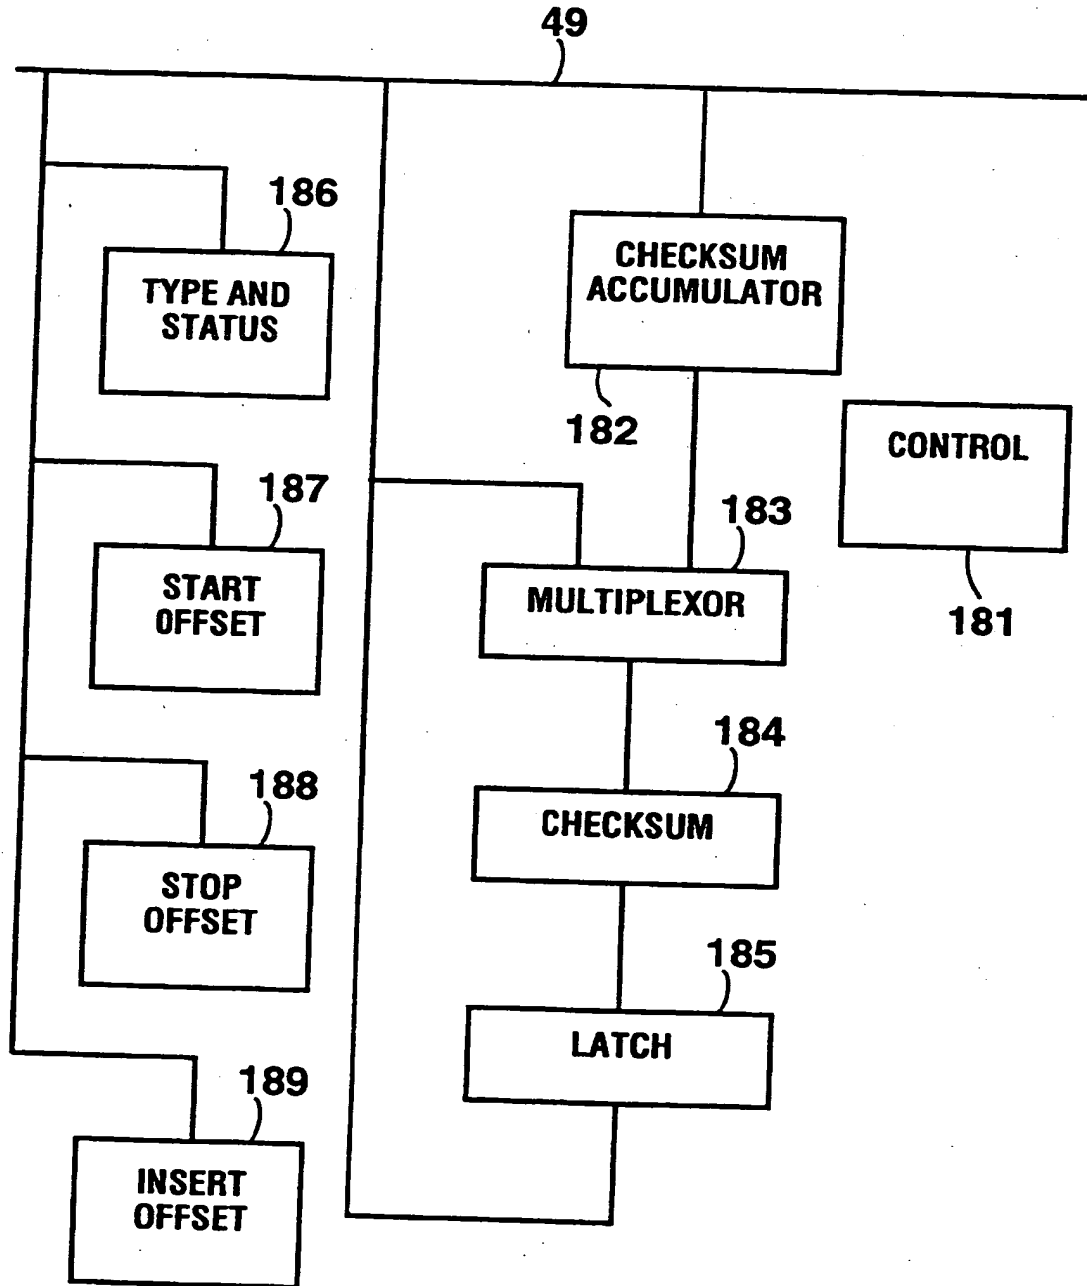 49
186
TYPE AND
STATUS
CHECKSUM
ACCUMULATOR
182
CONTROL
181
187
START
OFFSET
183
MULTIPLEXOR
188
STOP
OFFSET
184
CHECKSUM
185
LATCH
189
INSERT
OFFSET